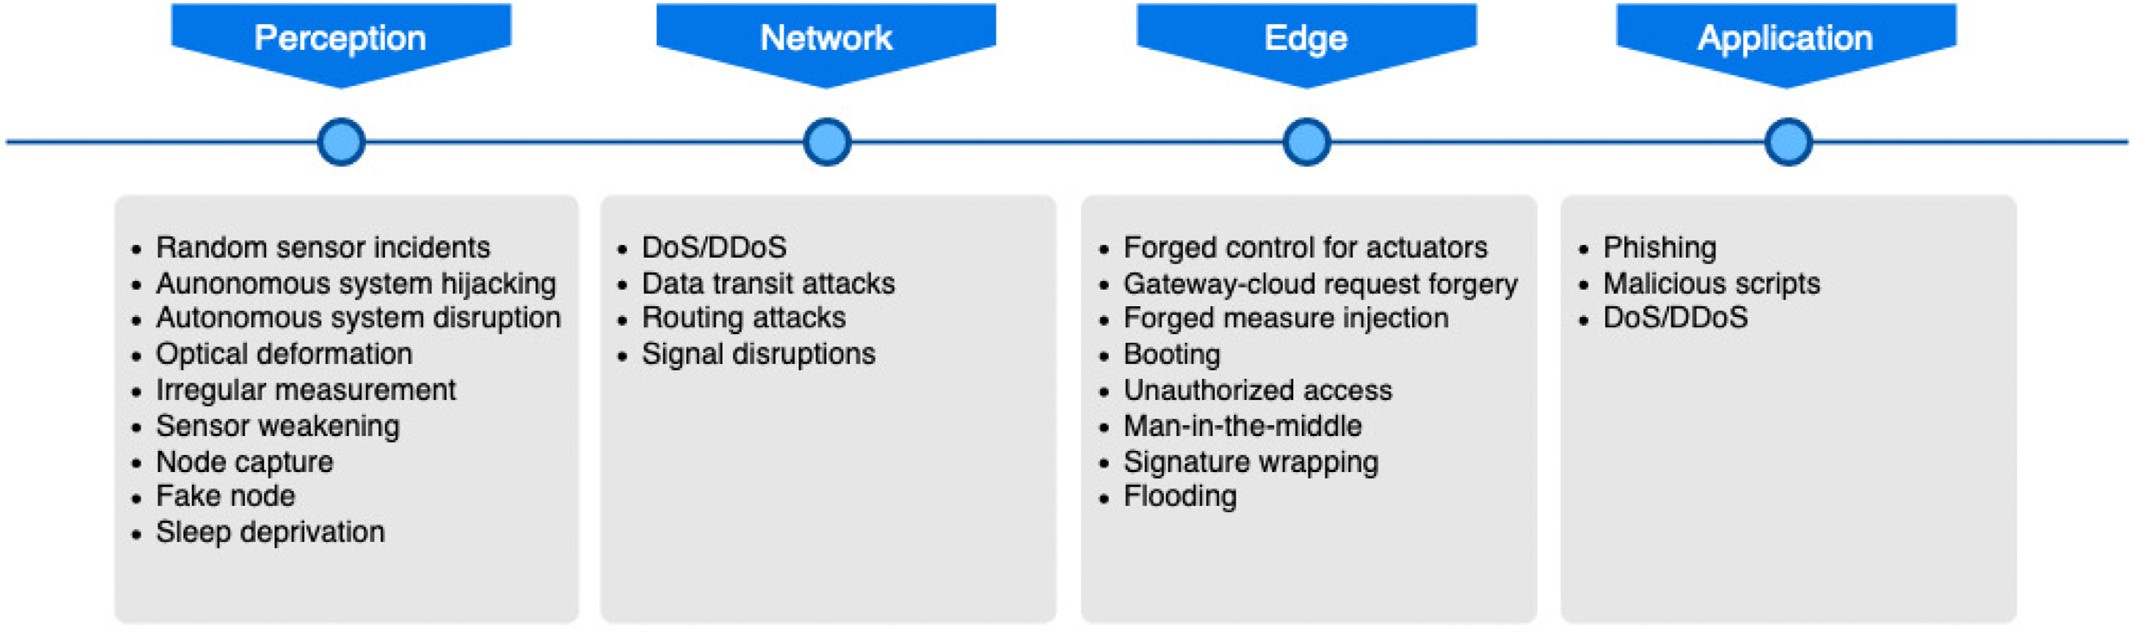 Perception
Network
Edge
Application
• Random sensor incidents
• Aunonomous system hijacking
• Autonomous system disruption
• Optical deformation
• Irregular measurement
• Sensor weakening
• Node capture
• Fake node
• Sleep deprivation
• DoS/DDoS
• Data transit attacks
• Routing attacks
• Signal disruptions
• Forged control for actuators
• Gateway-cloud request forgery
• Forged measure injection
• Booting
• Unauthorized access
• Man-in-the-middle
• Signature wrapping
• Flooding
• Phishing
• Malicious scripts
• DoS/DDoS